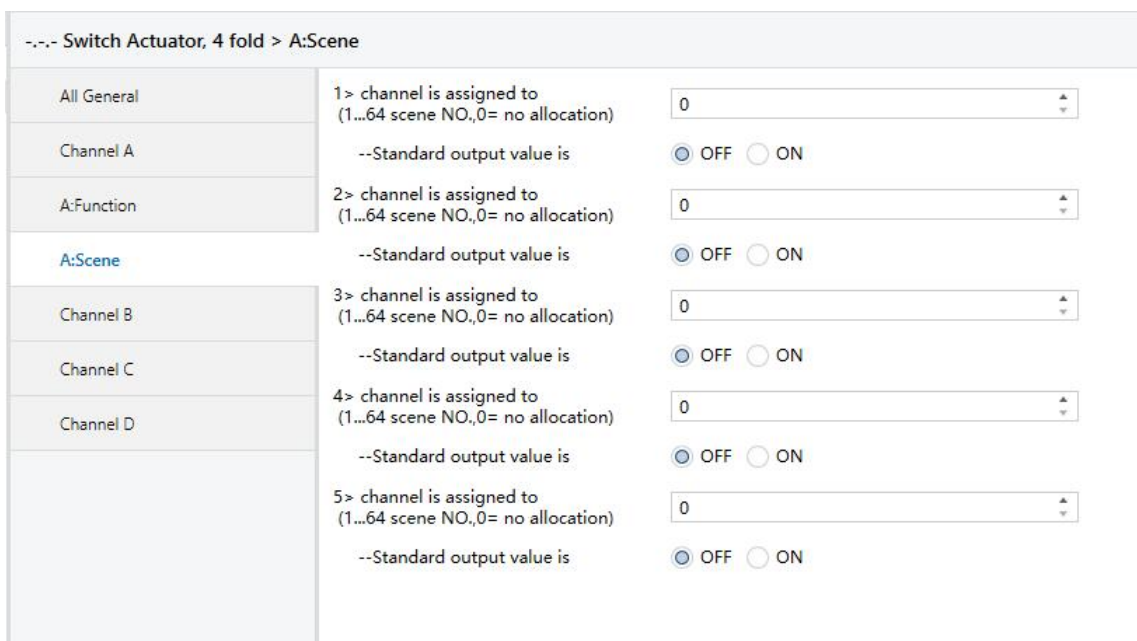 -.-.- Switch Actuator, 4 fold > A:Scene
All General
Channel A
A:Function
A:Scene
Channel B
Channel C
Channel D
1> channel is assigned to
(1...64 scene NO.,0= no allocation)
0
--Standard output value is
OFF ON
2> channel is assigned to
(1...64 scene NO.,0= no allocation)
0
--Standard output value is
OFF ON
3> channel is assigned to
(1...64 scene NO.,0= no allocation)
0
--Standard output value is
OFF ON
4> channel is assigned to
(1...64 scene NO.,0= no allocation)
0
--Standard output value is
OFF ON
5> channel is assigned to
(1...64 scene NO.,0= no allocation)
0
--Standard output value is
OFF ON